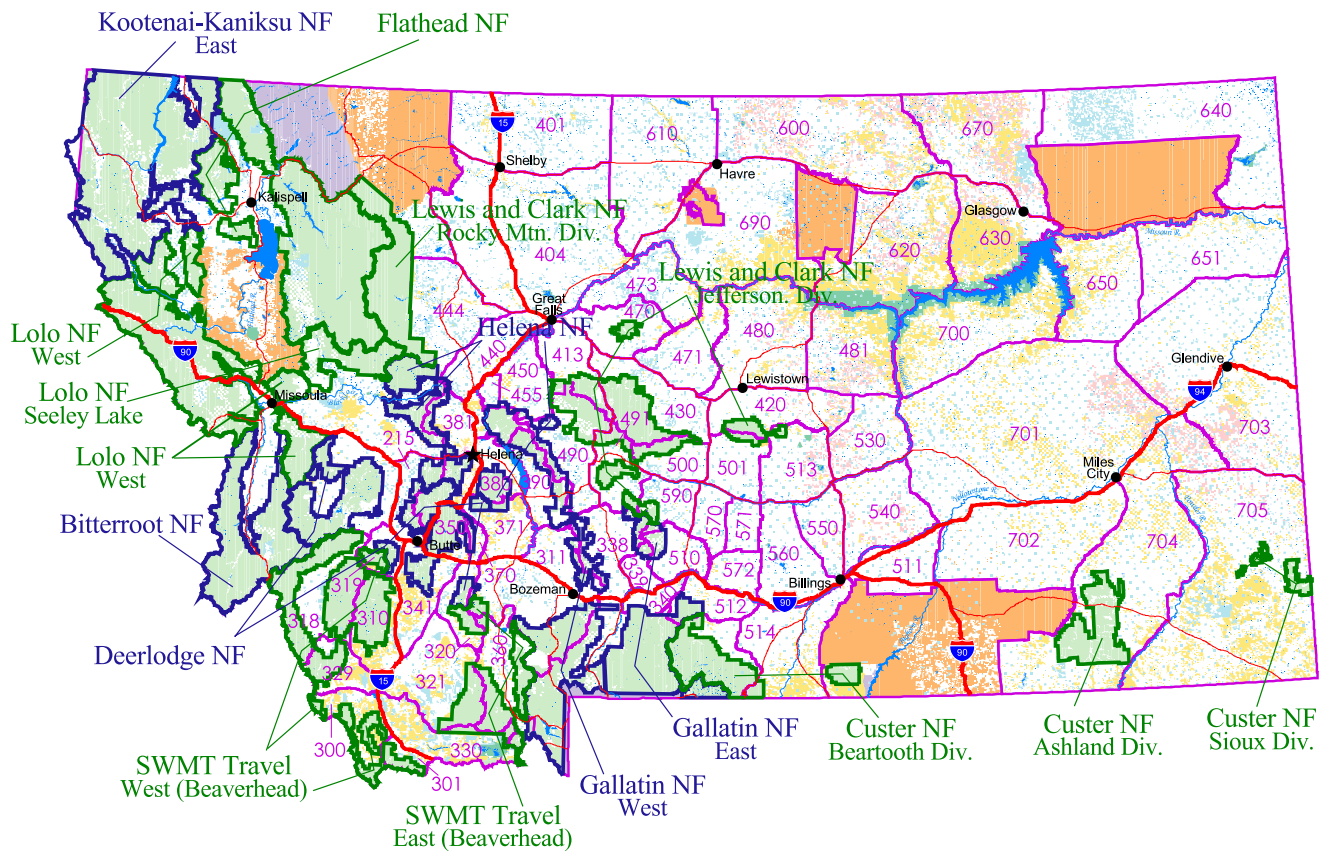 Kootenai-Kaniksu NF
East
Flathead NF
15
401
610
600
670
640
Shelby
Havre
Kalispell
Lewis and Clark NF
Rocky Mtn. Div.
404
690
620
Glasgow
630
Missouri R.
651
650
Lewis and Clark NF
Jefferson. Div.
473
470
Great
Falls
444
Helena NF
440
413
480
481
700
450
471
455
Lewistown
420
Glendive
94
Lolo NF
West
90
Lolo NF
Seeley Lake
Missoula
381
491
430
215
Helena
490
500
501
513
530
701
703
Lolo NF
West
390
590
570
571
Miles
City
Yellowstone R.
Bitterroot NF
350
Butte
371
311
338
510
572
560
550
540
702
704
705
319
370
339
340
512
511
Billings
Bozeman
90
318
310
341
360
514
Deerlodge NF
320
321
329
15
90
300
330
301
Gallatin NF
East
Custer NF
Beartooth Div.
Custer NF
Ashland Div.
Custer NF
Sioux Div.
SWMT Travel
West (Beaverhead)
Gallatin NF
West
SWMT Travel
East (Beaverhead)